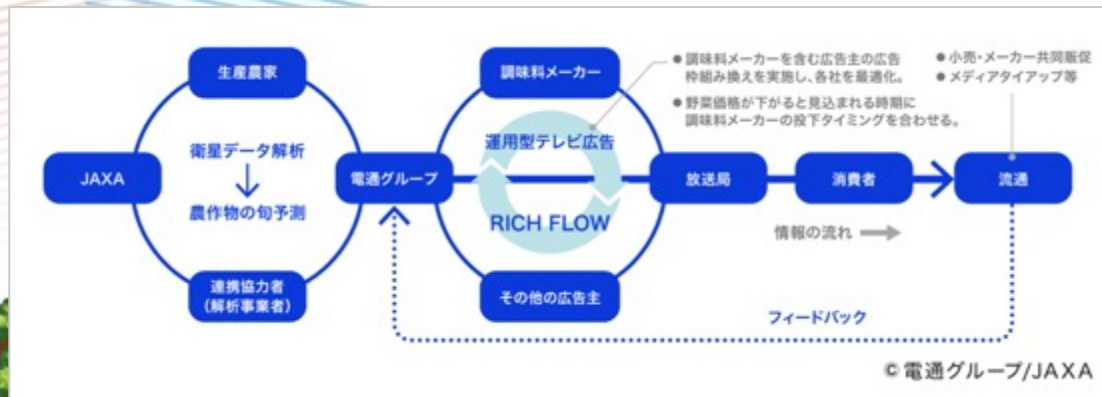 生産農家
JAXA
衛星データ解析
農作物の旬予測
連携協力者
(解析事業者)
電通グループ
調味料メーカー
運用型テレビ広告
RICH FLOW
その他の広告主
● 調味料メーカーを含む広告主の広告
枠組み換えを実施し、各社を最適化。
● 野菜価格が下がると見込まれる時期に
調味料メーカーの投下タイミングを合わせる。
● 小売・メーカー共同販促
● メディアタイアップ等
放送局
消費者
流通
情報の流れ
フィードバック
© 電通グループ/JAXA